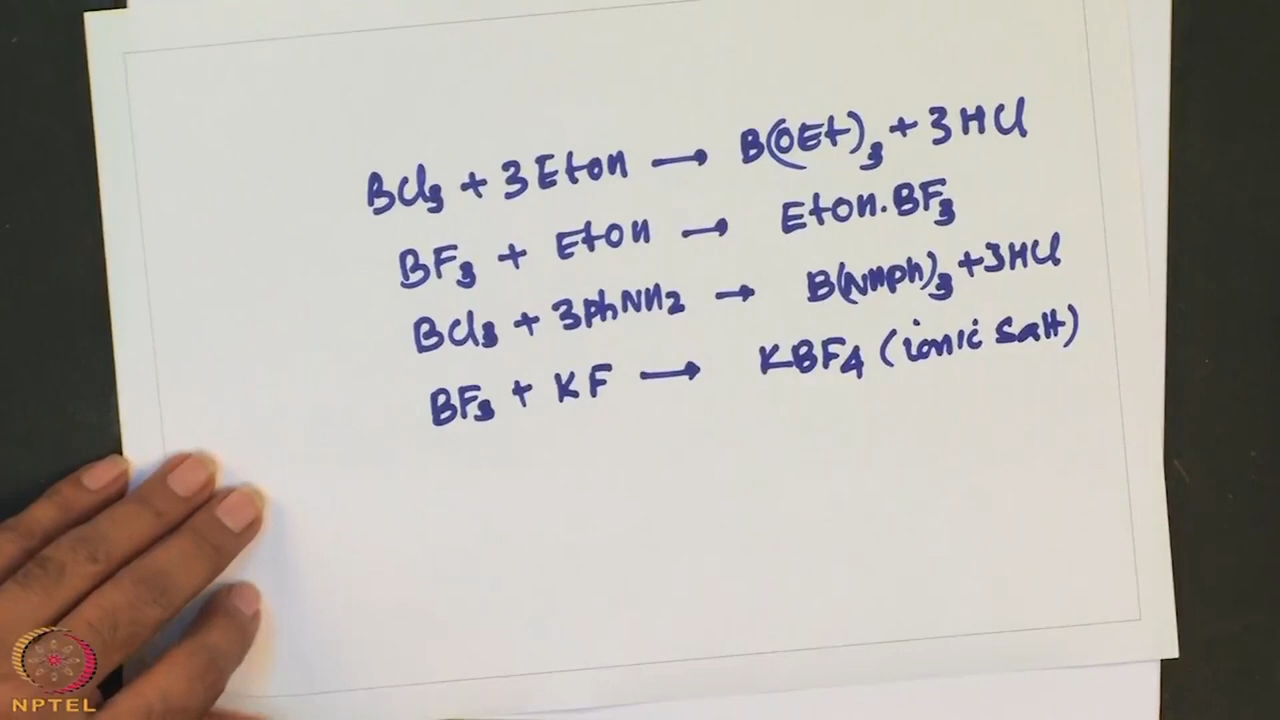 BCl₃ + 3EtOH → B(OEt)₃ + 3HCl
BF₃ + EtOH → EtOH.BF₃
BCl₃ + 3PhNH₂ → B(NHPh)₃ + 3HCl
BF₃ + KF → KBF₄ (ionic salt)
NPTEL